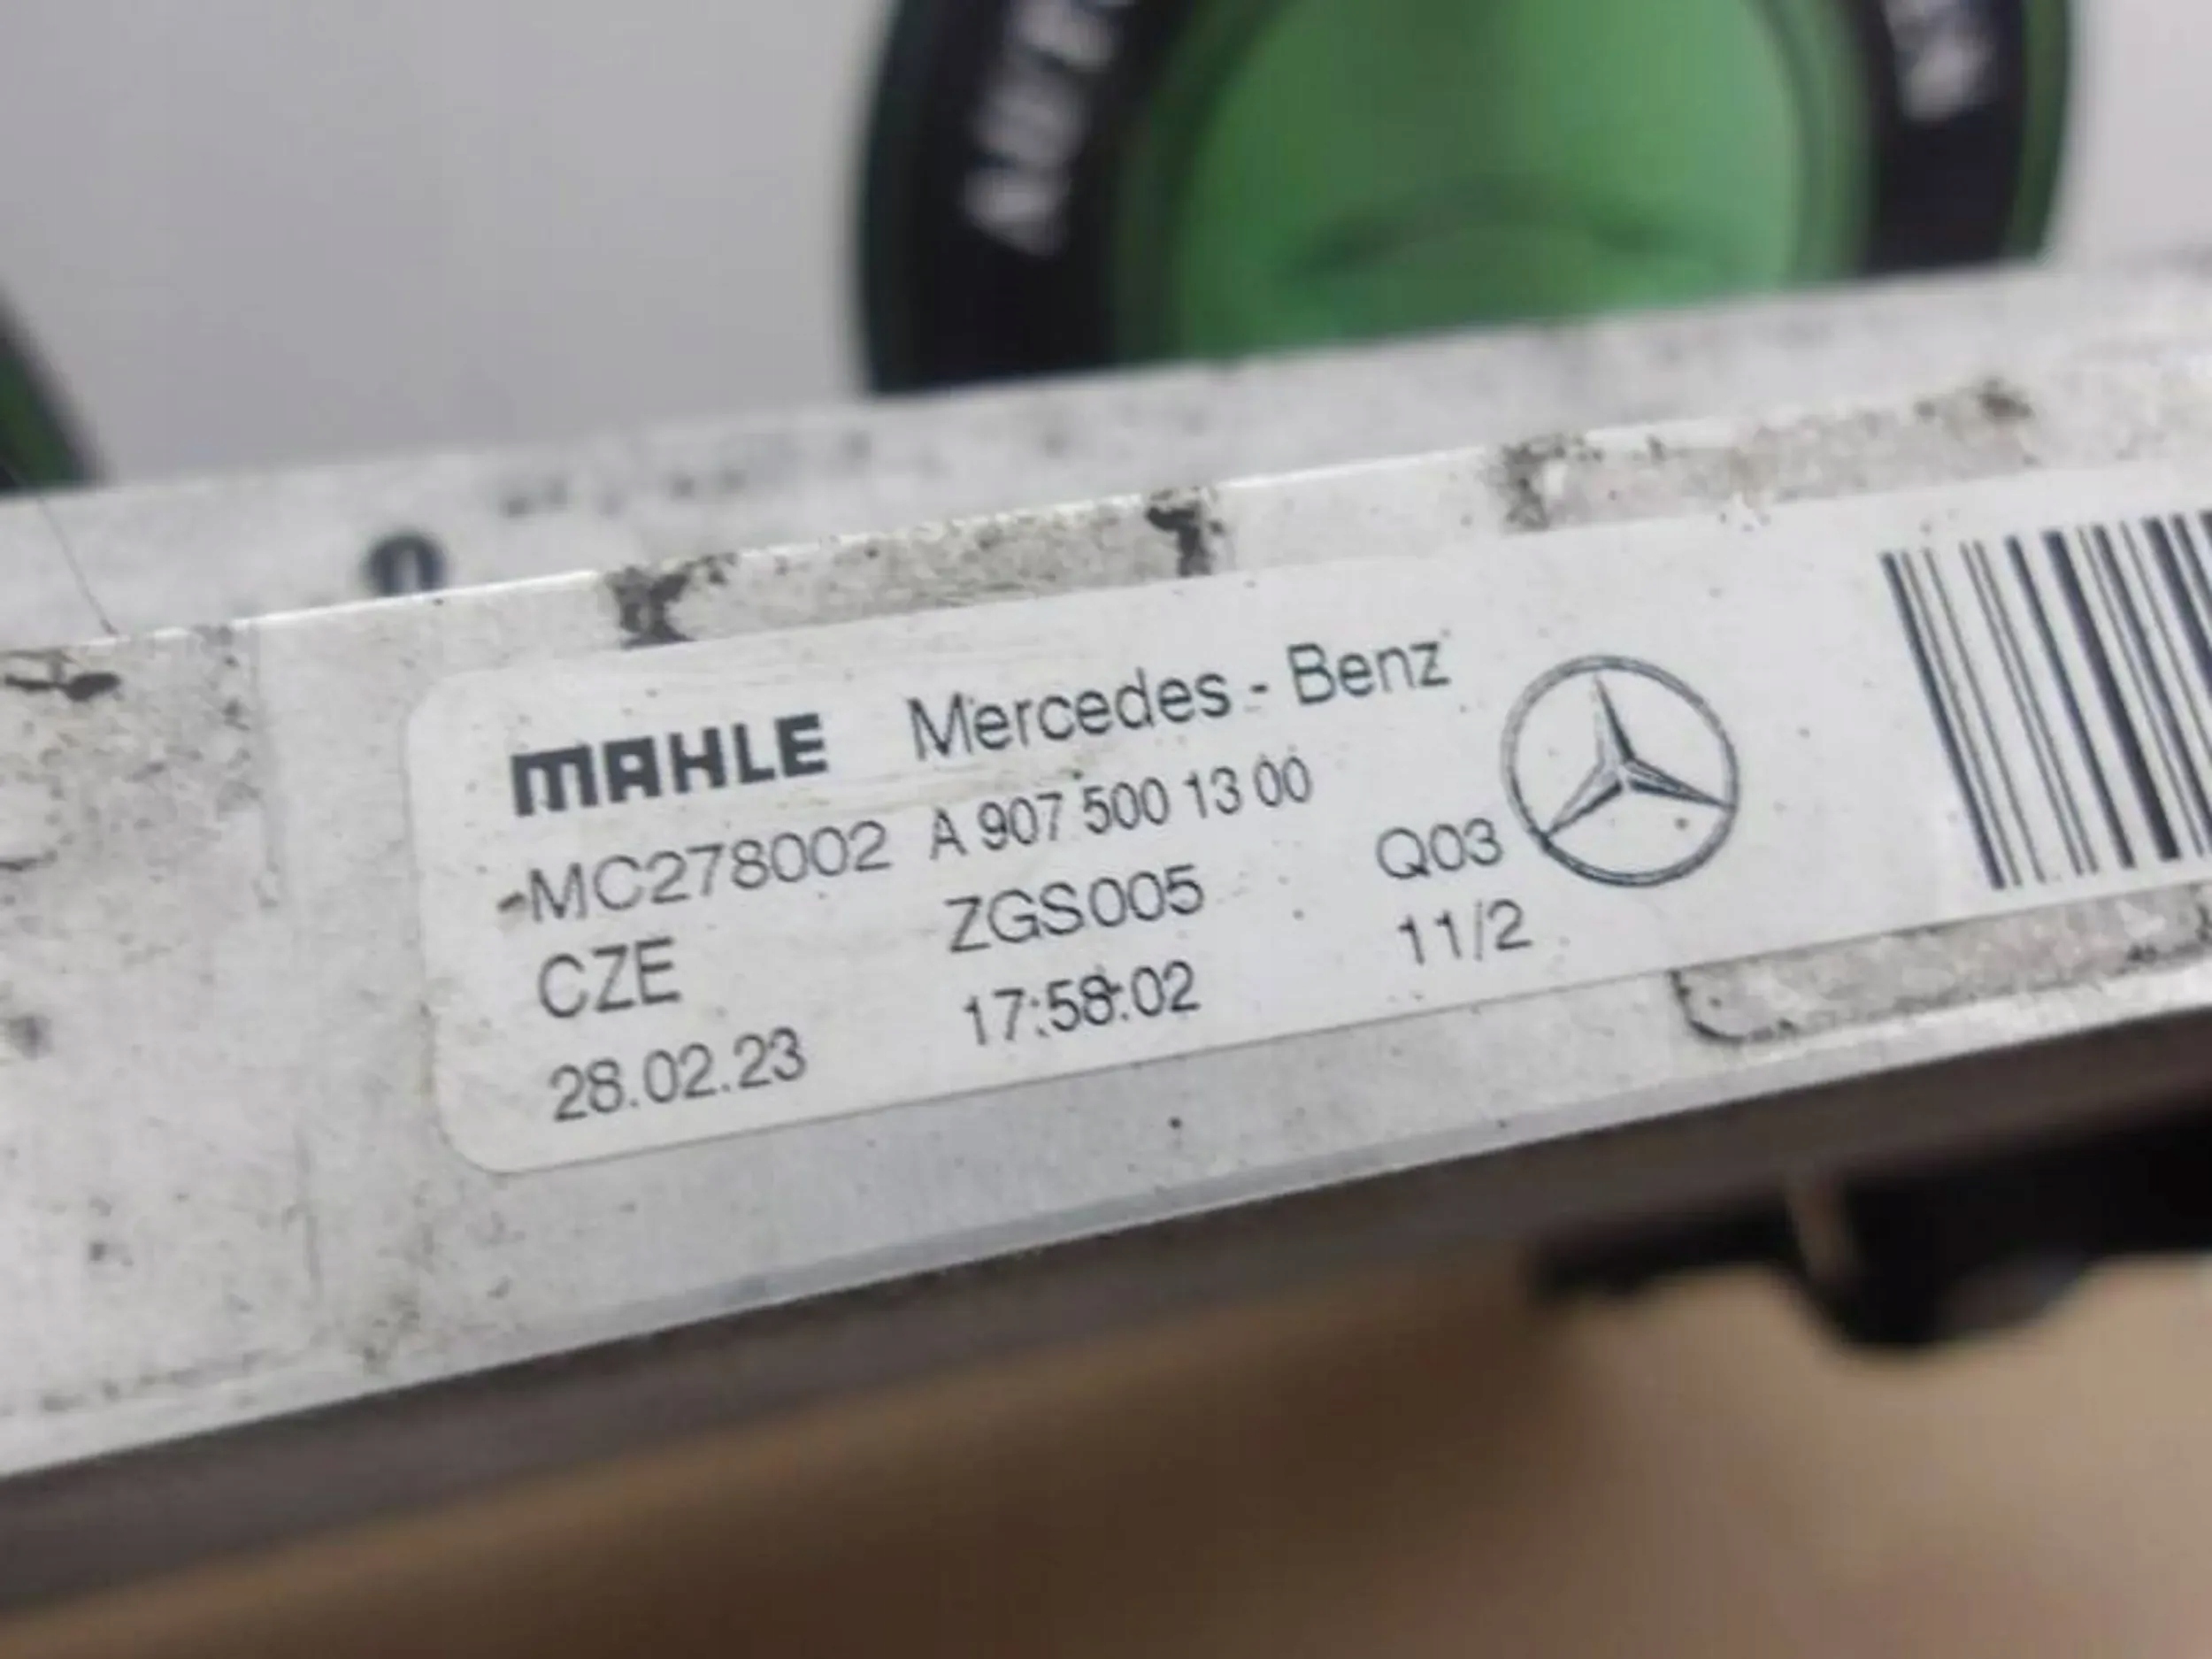 MAHLE Mercedes - Benz
MC278002 A 907 500 13 00
CZE ZGS005 Q03
28.02.23 17:58:02 11/2